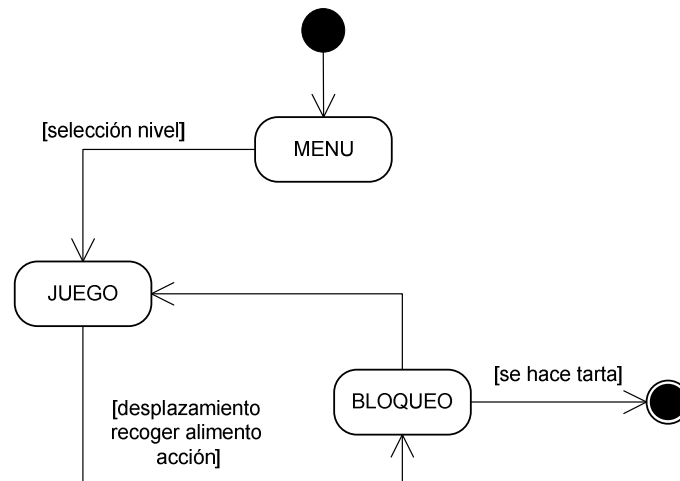 [selección nivel]
MENU
JUEGO
[se hace tarta]
BLOQUEO
[desplazamiento
recoger alimento
acción]